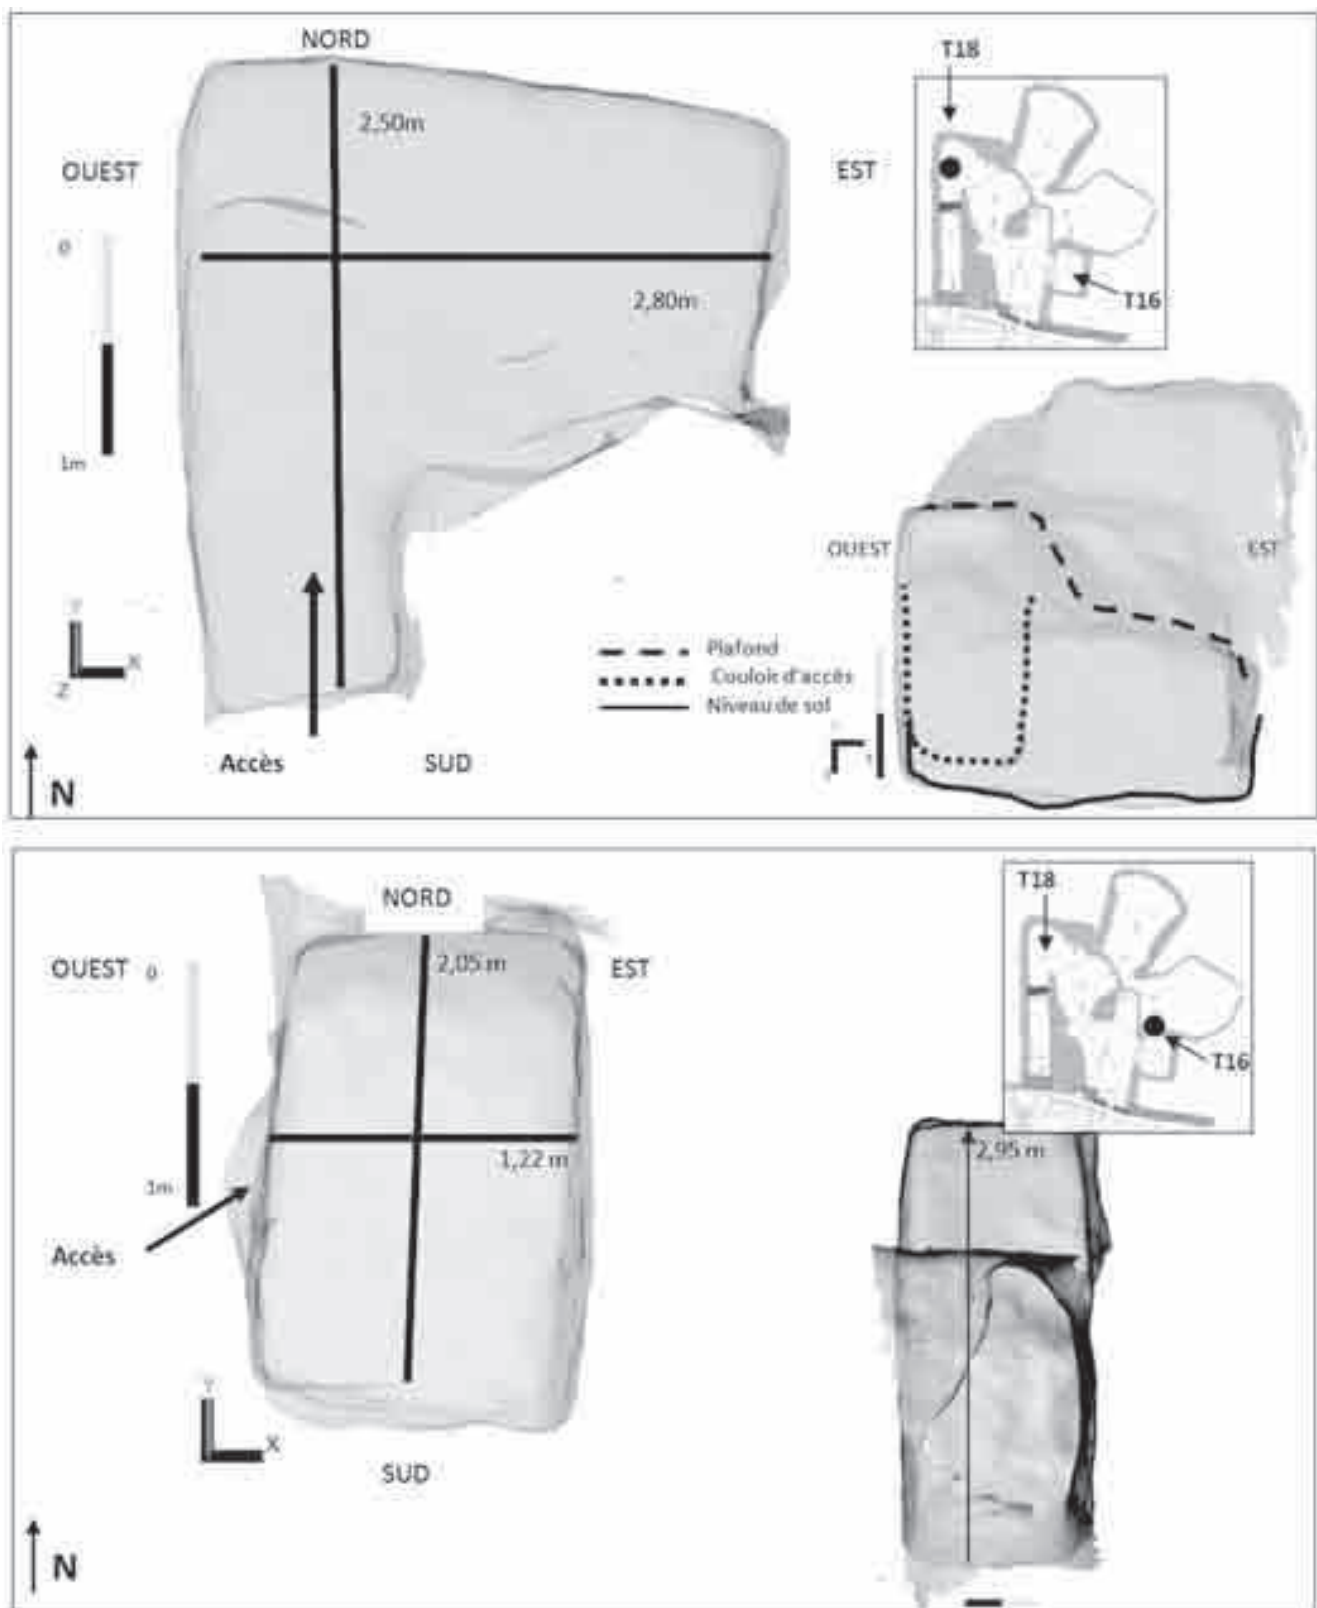 NORD
T18
2,50m
OUEST
EST
0
2,80m
T16
1m
OUEST
EST
Y
X
Z
Plafond
Couloir d'accès
Niveau de sol
Accès
SUD
N
NORD
T18
OUEST
0
2,05 m
EST
T16
1,22 m
2,95 m
1m
Accès
Y
X
SUD
N